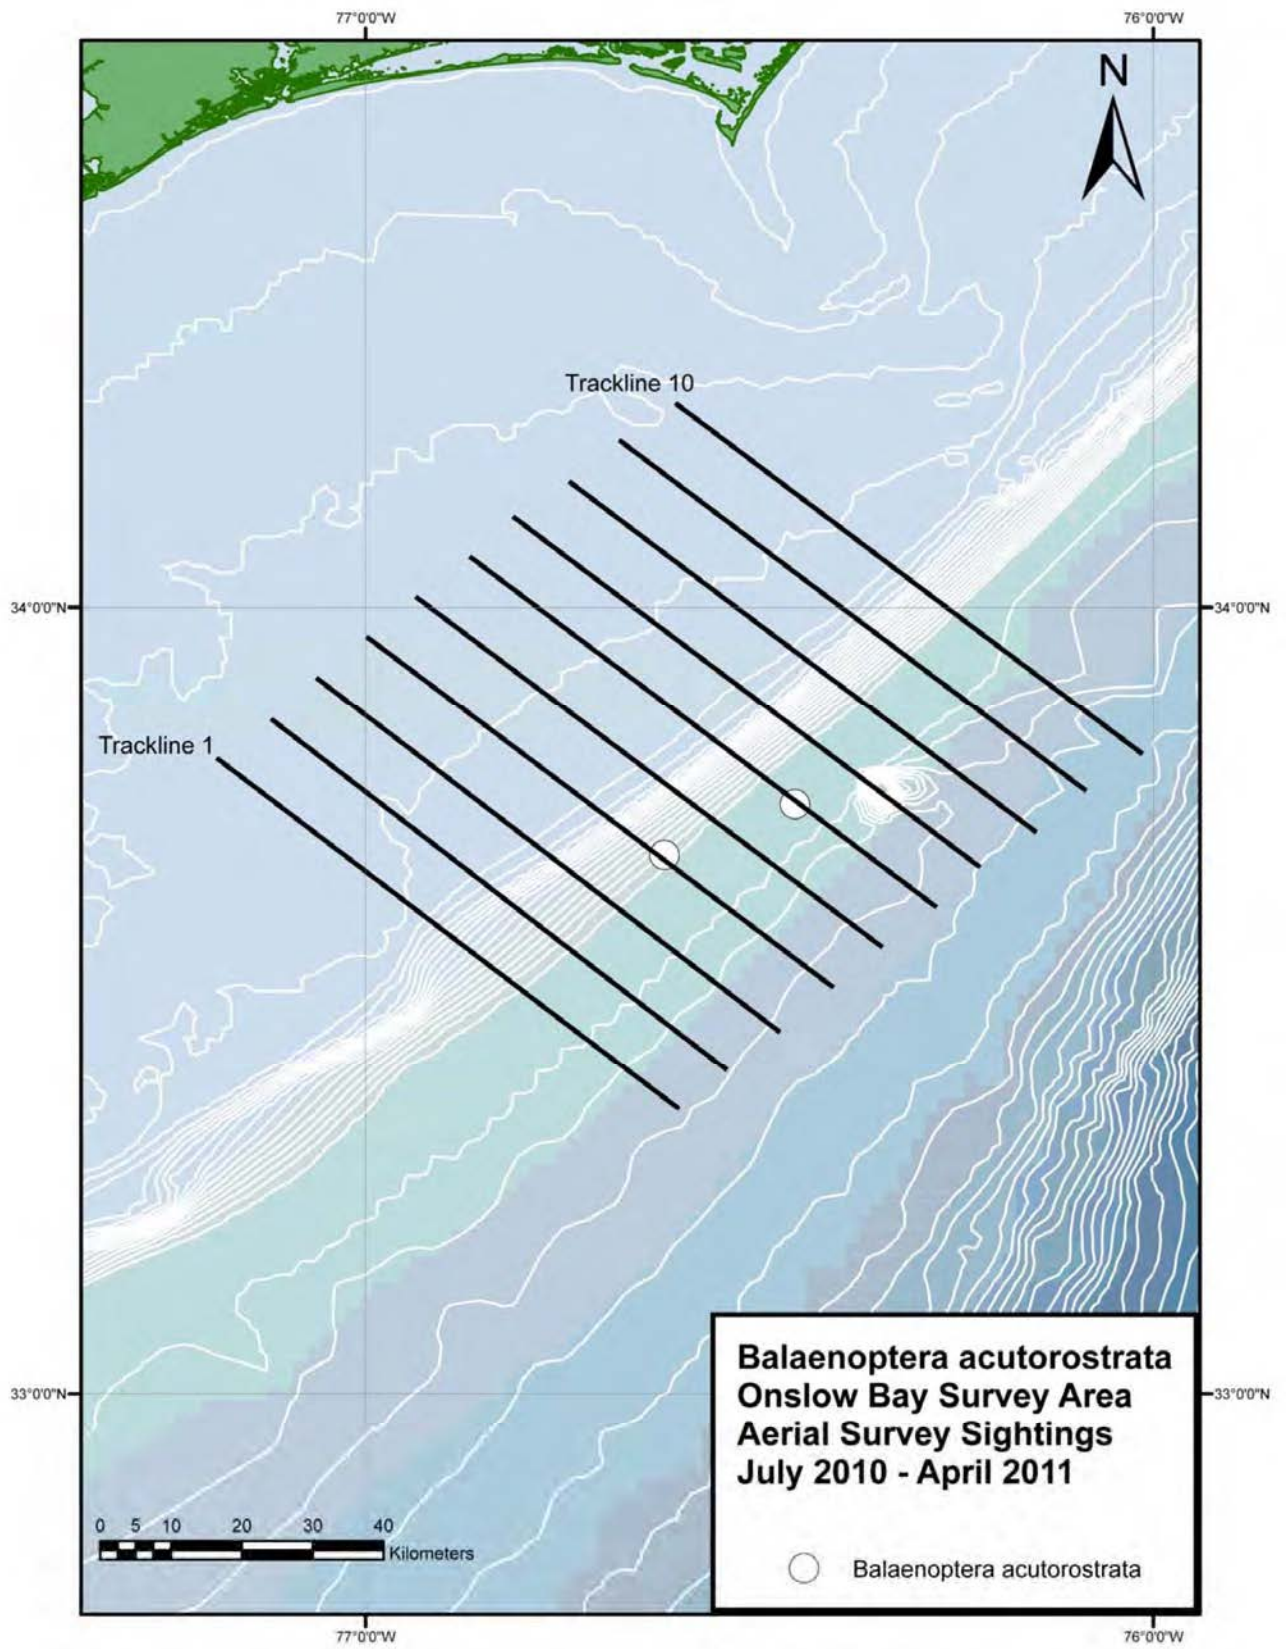 77°0'0"W 76°0'0"W
N
Trackline 10
34°0'0"N 34°0'0"N
Trackline 1
33°0'0"N 33°0'0"N
Balaenoptera acutorostrata
Onslow Bay Survey Area
Aerial Survey Sightings
July 2010 - April 2011
Balaenoptera acutorostrata
0 5 10 20 30 40
Kilometers
77°0'0"W 76°0'0"W